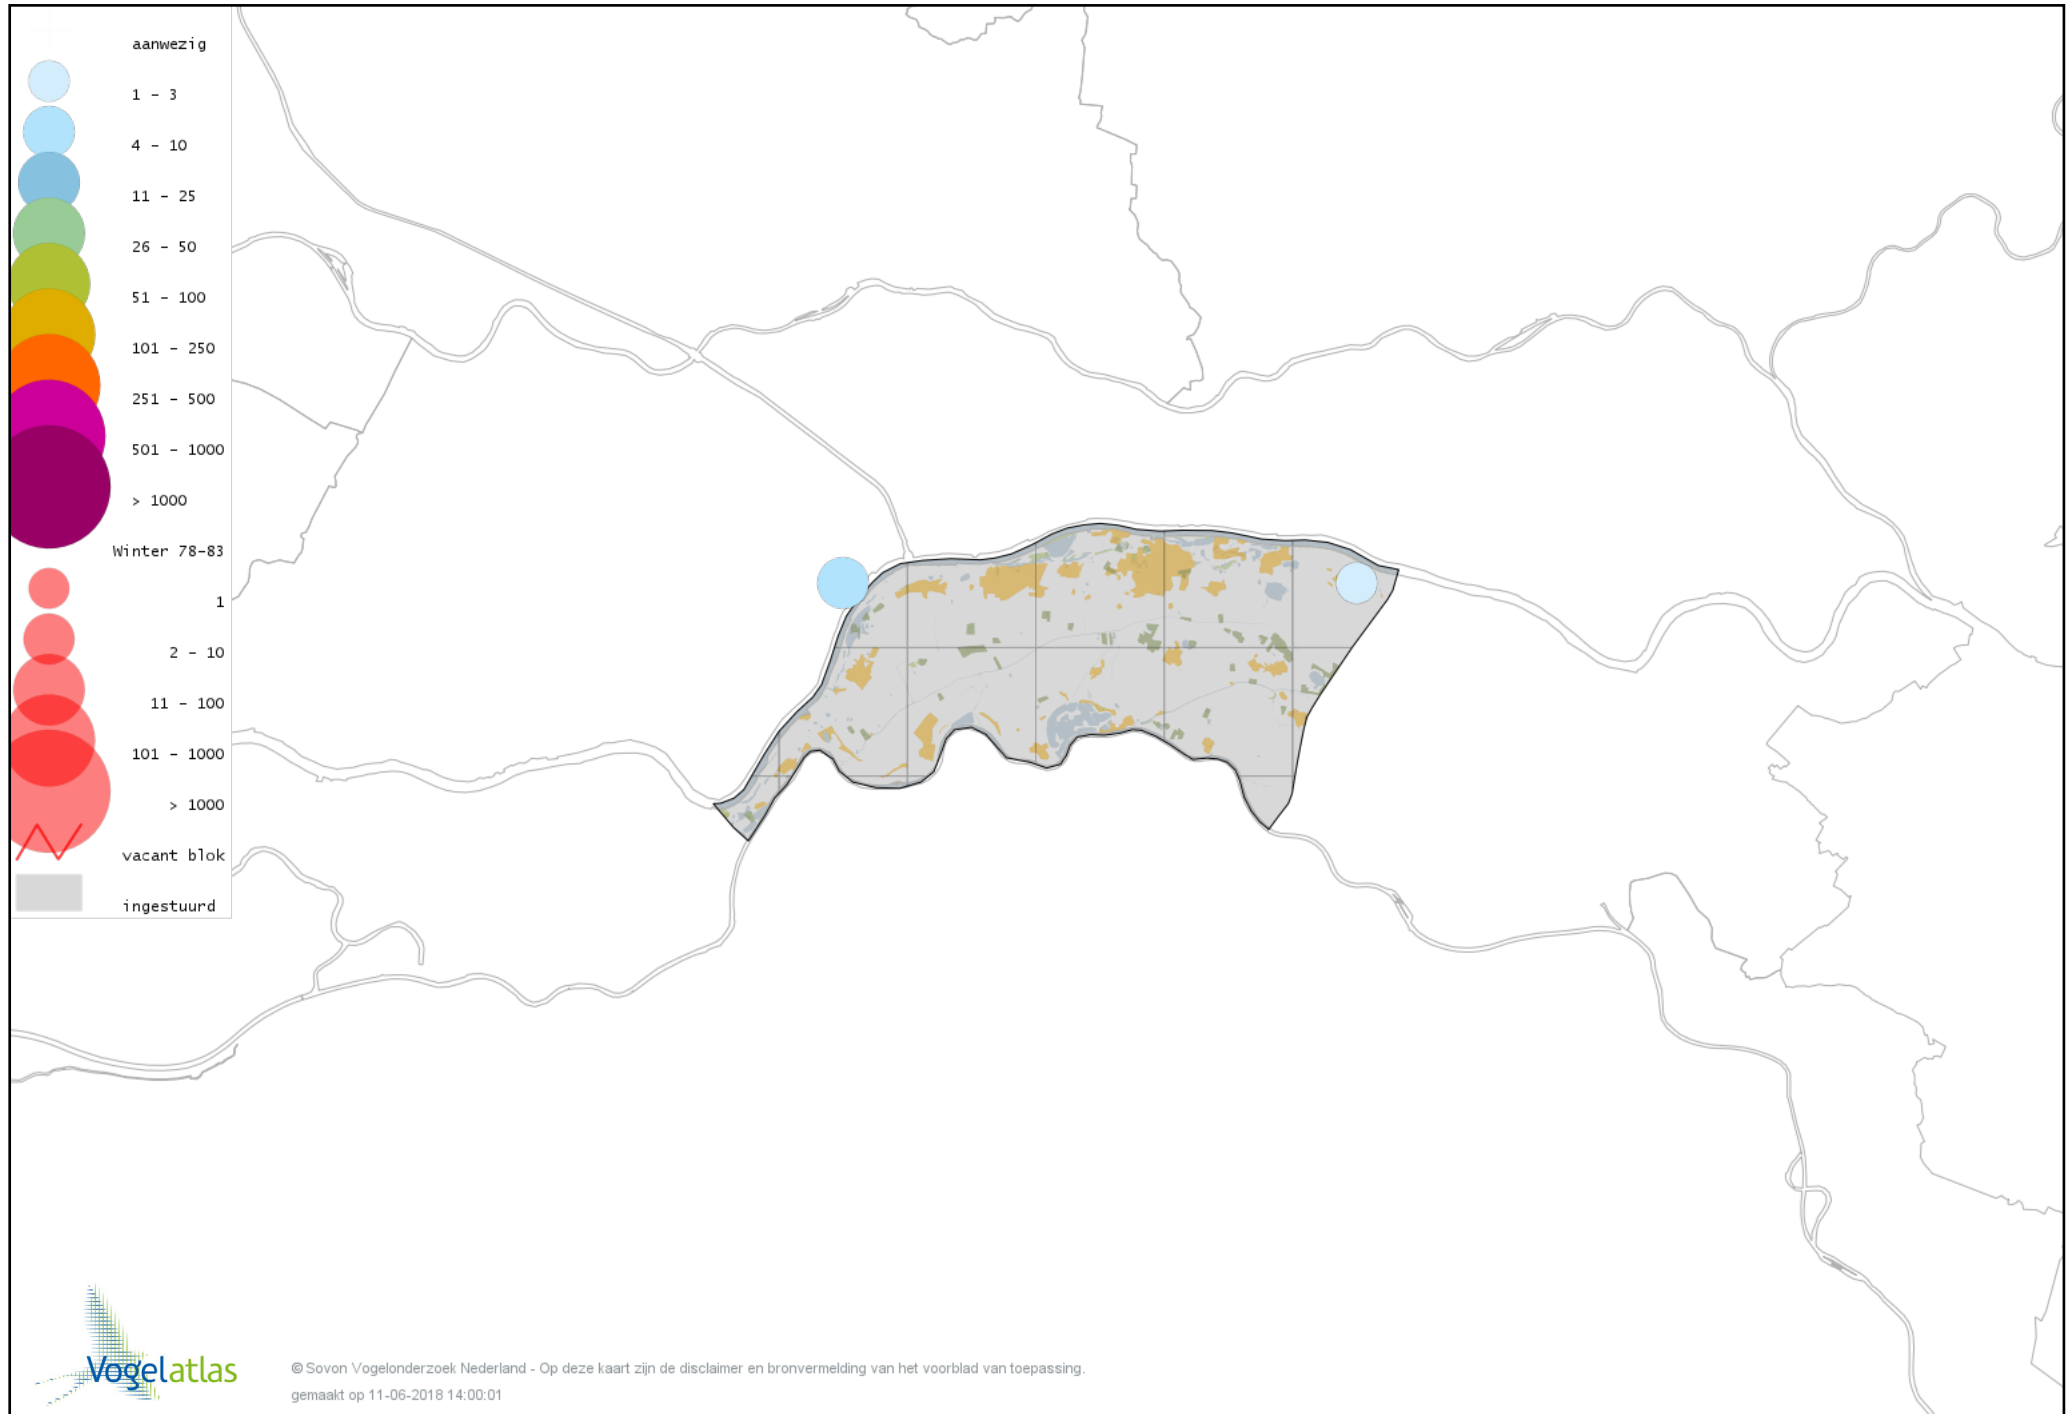 aanwezig
1 - 3
4 - 10
11 - 25
26 - 50
51 - 100
101 - 250
251 - 500
501 - 1000
> 1000
Winter 78-83
1
2 - 10
11 - 100
101 - 1000
> 1000
vacant blok
ingestuurd
Vogelatlas
© Sovon Vogelonderzoek Nederland - Op deze kaart zijn de disclaimer en bronvermelding van het voorblad van toepassing.
gemaakt op 11-06-2018 14:00:01